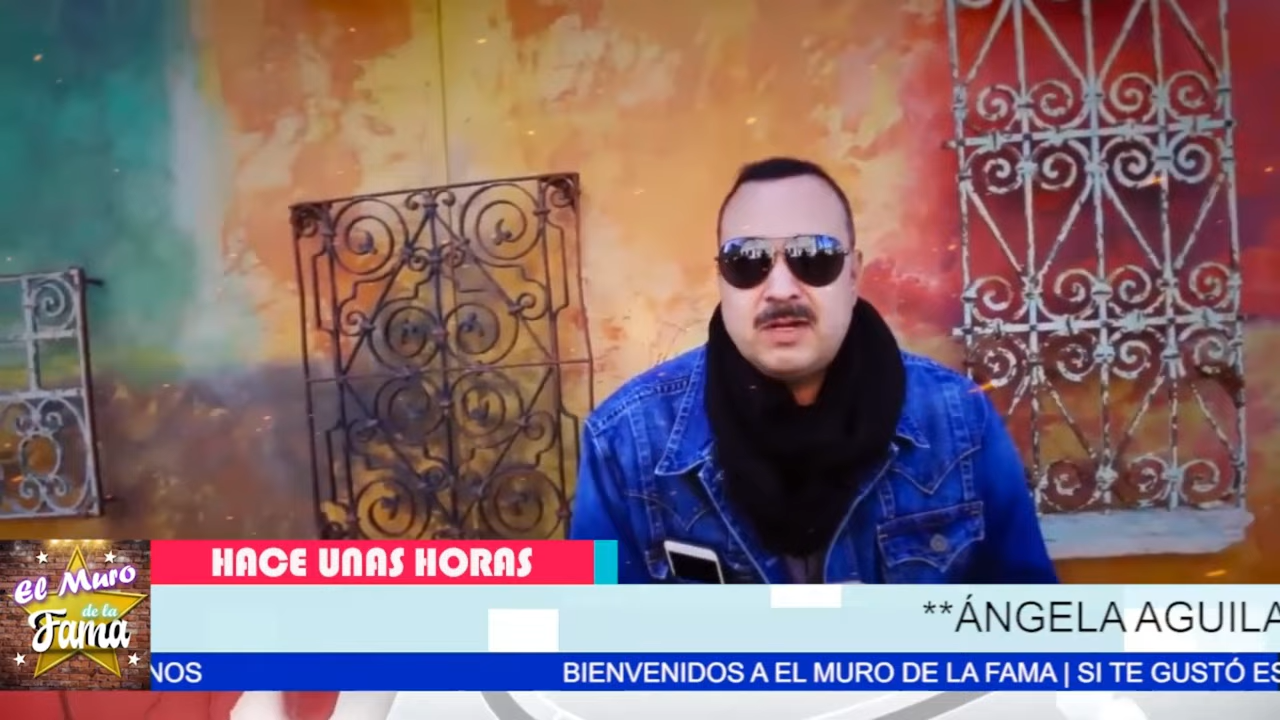 HACE UNAS HORAS
El Muro
de la
Fama
**ÁNGELA AGUILA
NOS
BIENVENIDOS A EL MURO DE LA FAMA | SI TE GUSTÓ ES